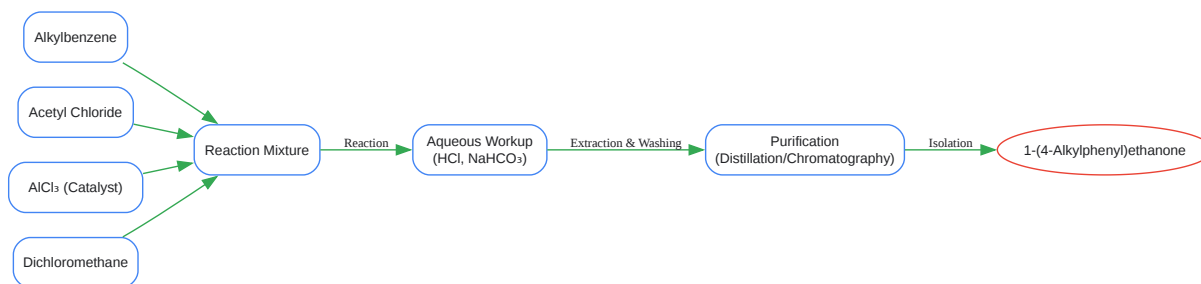 Alkylbenzene
Acetyl Chloride
AlCl₃ (Catalyst)
Dichloromethane
Reaction Mixture
Reaction
Aqueous Workup
(HCl, NaHCO₃)
Extraction & Washing
Purification
(Distillation/Chromatography)
Isolation
1-(4-Alkylphenyl)ethanone